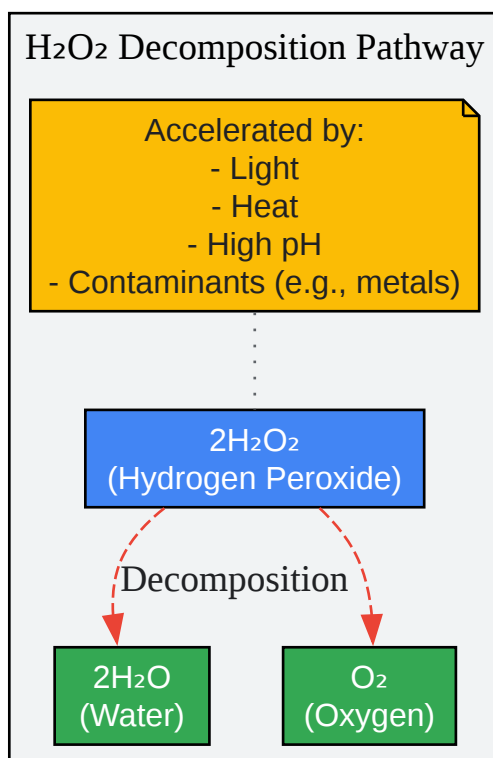 H₂O₂ Decomposition Pathway
Accelerated by:
- Light
- Heat
- High pH
- Contaminants (e.g., metals)
2H₂O₂
(Hydrogen Peroxide)
Decomposition
2H₂O
(Water)
O₂
(Oxygen)